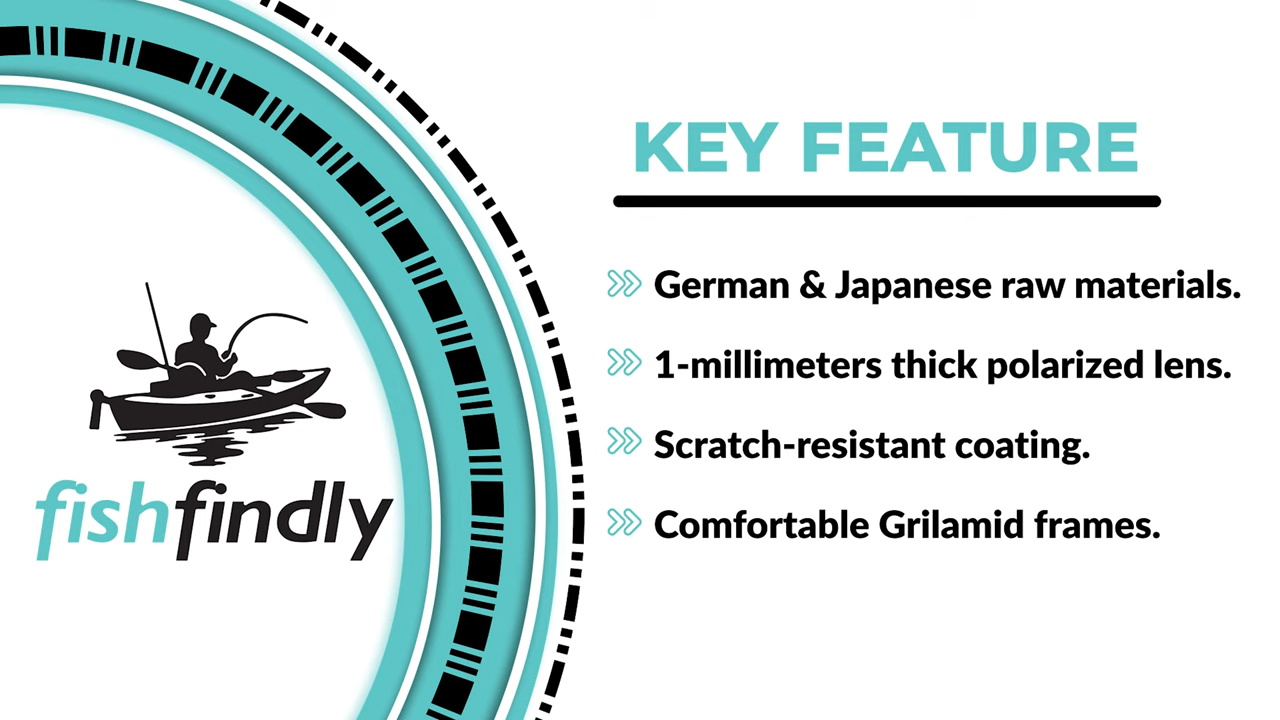 KEY FEATURE
German & Japanese raw materials.
1-millimeters thick polarized lens.
Scratch-resistant coating.
Comfortable Grilamid frames.
fishfindly